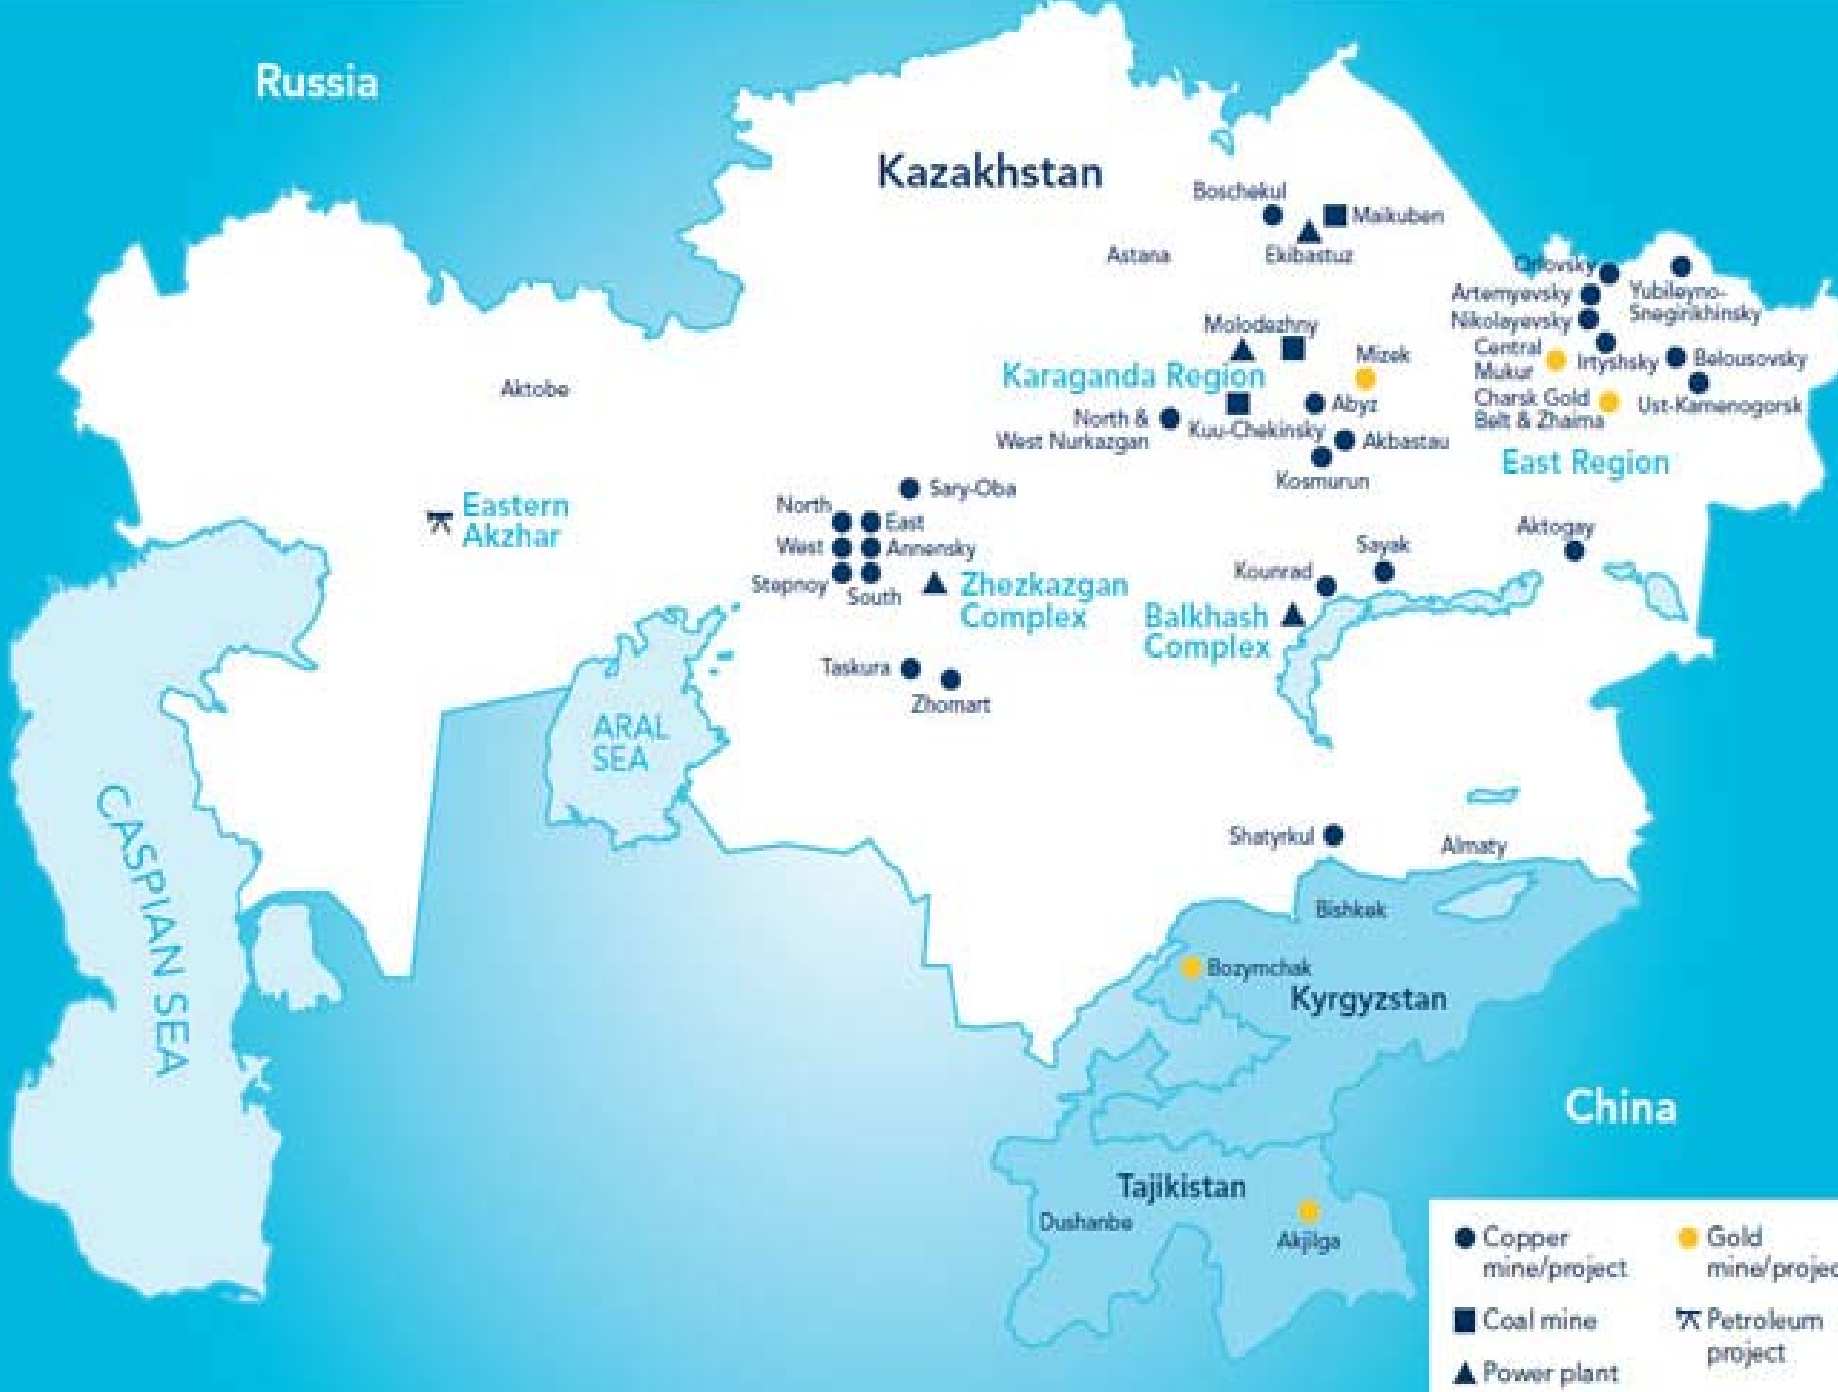 Russia
Kazakhstan
Boschekul
Maikuben
Astana
Ekibastuz
Orlovsky
Artemyevsky
Yubileyno-
Snegirikhinsky
Nikolayevsky
Molodezhny
Central
Mukur
Irtyshsky
Belousovsky
Mizek
Karaganda Region
Aktobe
Charsk Gold
Belt & Zhaima
Ust-Kamenogorsk
Abyz
North &
West Nurkazgan
Kuu-Chekinsky
Akbastau
East Region
Kosmurun
Sary-Oba
Eastern
Akzhar
North
East
Aktogay
West
Annensky
Sayak
Kounrad
Stepnoy
South
Zhezkazgan
Complex
Balkhash
Complex
Taskura
Zhomart
ARAL
SEA
CASPIAN SEA
Shatyrkul
Almaty
Bishkek
Bozymchak
Kyrgyzstan
China
Tajikistan
Dushanbe
Akjilga
Copper
mine/project
Gold
mine/projec
Coal mine
Petroleum
project
Power plant